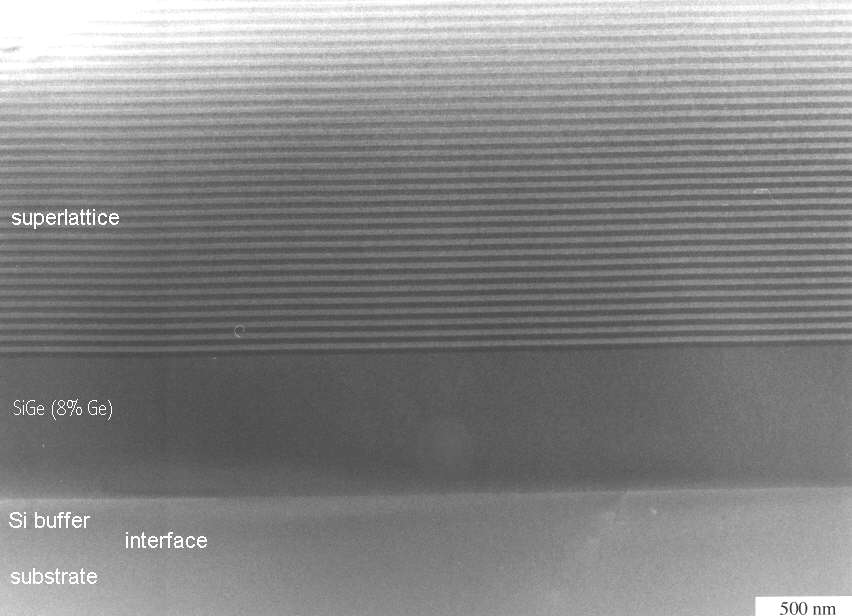 superlattice
SiGe (8% Ge)
Si buffer
interface
substrate
500 nm